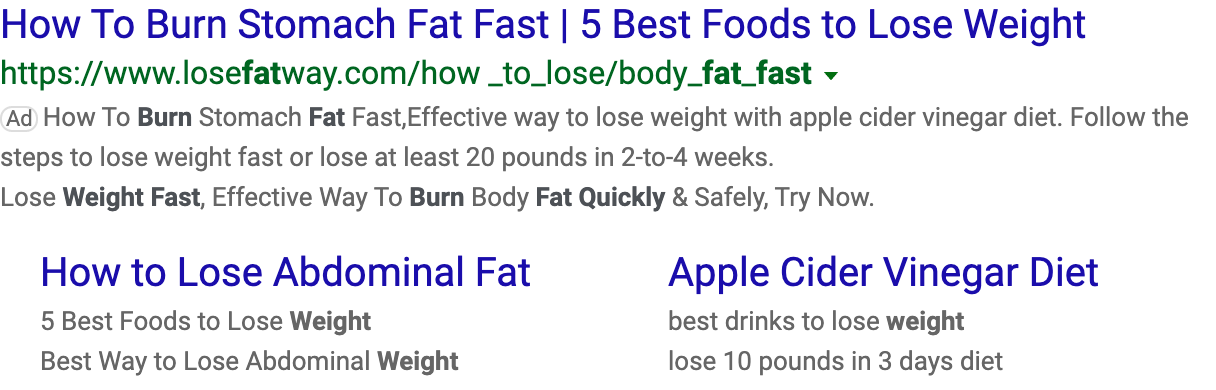 How To Burn Stomach Fat Fast | 5 Best Foods to Lose Weight
https://www.losefatway.com/how _to_lose/body_fat_fast
Ad How To Burn Stomach Fat Fast,Effective way to lose weight with apple cider vinegar diet. Follow the
steps to lose weight fast or lose at least 20 pounds in 2-to-4 weeks.
Lose Weight Fast, Effective Way To Burn Body Fat Quickly & Safely, Try Now.
How to Lose Abdominal Fat
5 Best Foods to Lose Weight
Best Way to Lose Abdominal Weight
Apple Cider Vinegar Diet
best drinks to lose weight
lose 10 pounds in 3 days diet